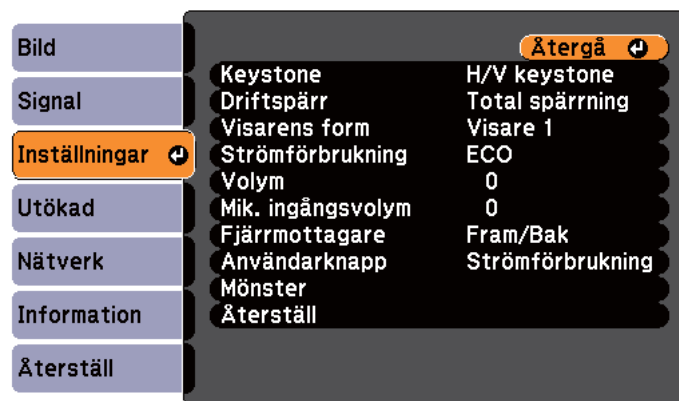 Bild
Signal
Inställningar
Utökad
Nätverk
Information
Återställ
Återgå
Keystone H/V keystone
Driftspärr Total spärrning
Visarens form Visare 1
Strömförbrukning ECO
Volym 0
Mik. ingångsvolym 0
Fjärrmottagare Fram/Bak
Användarknapp Strömförbrukning
Mönster
Återställ